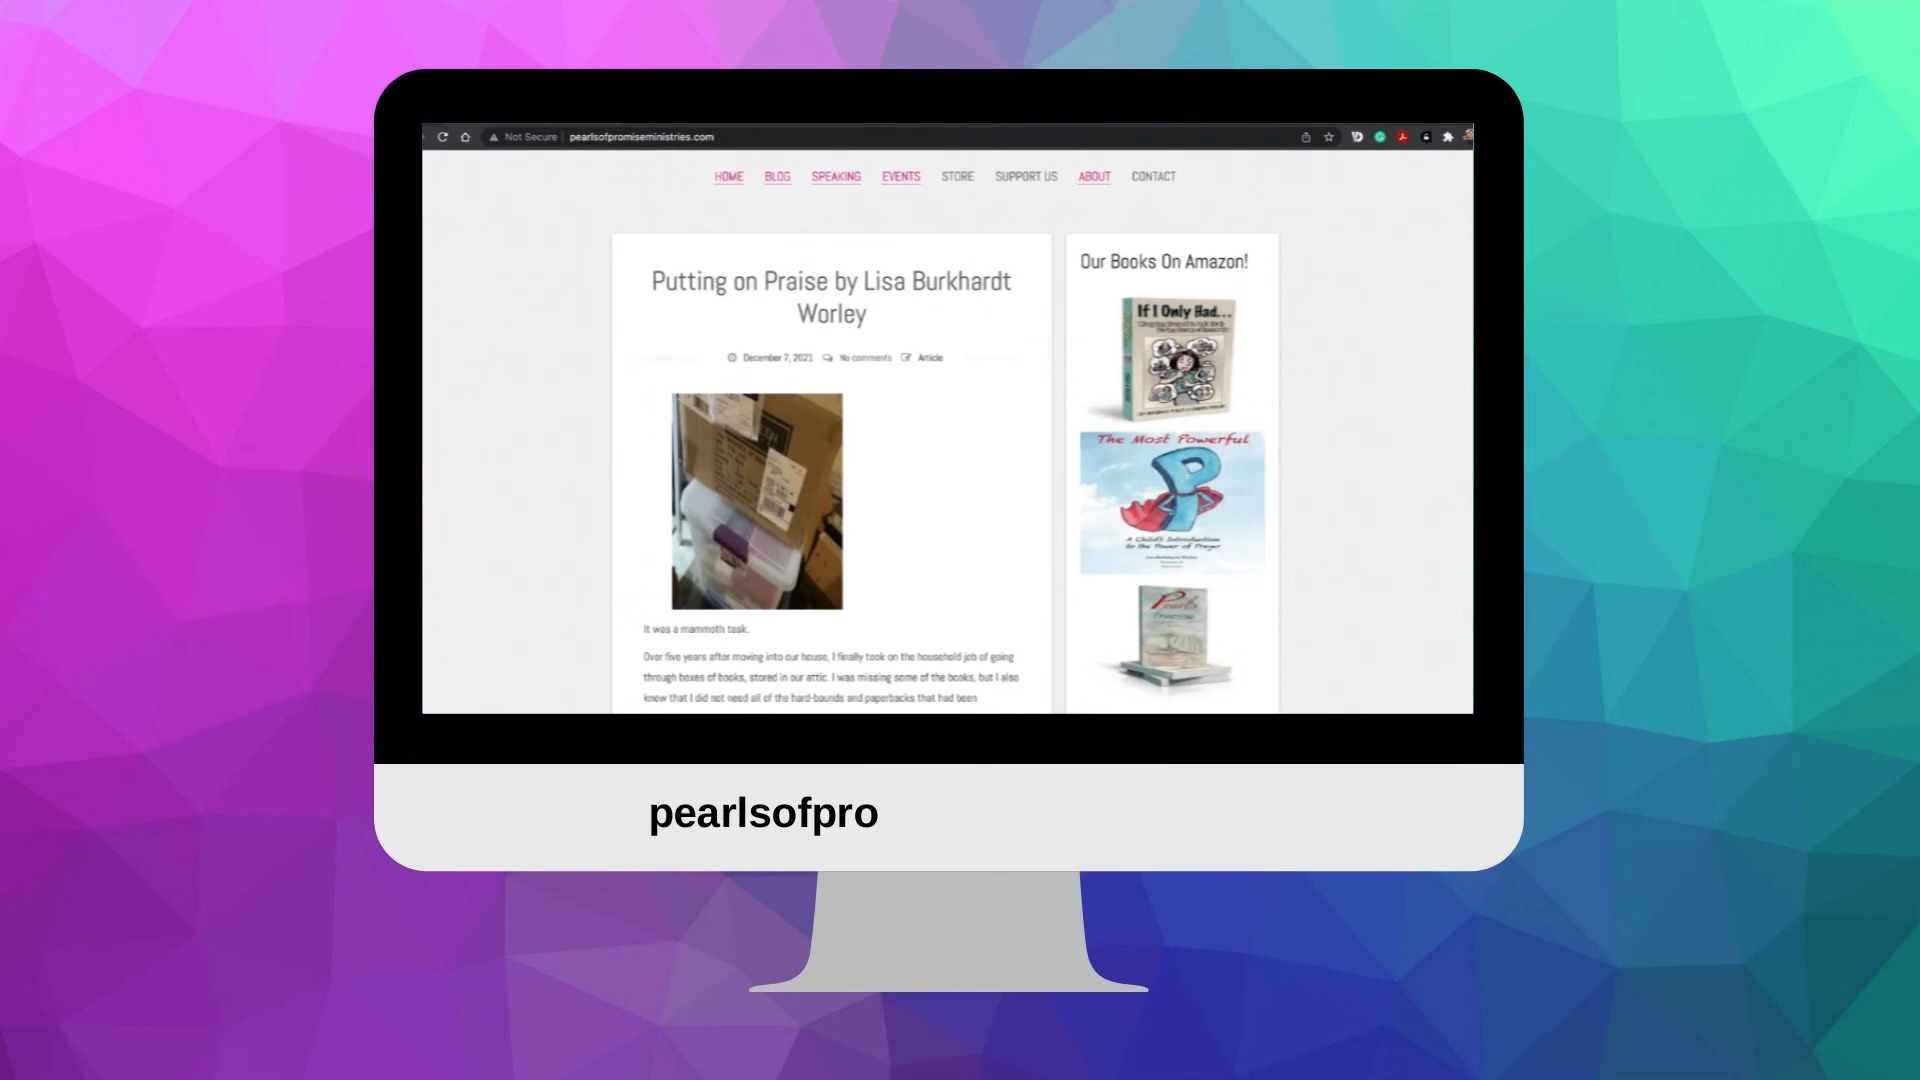 Not Secure pearlsofpromiseministries.com
HOME BLOG SPEAKING EVENTS STORE SUPPORT US ABOUT CONTACT
Putting on Praise by Lisa Burkhardt
Worley
December 7, 2021 No comments Article
It was a mammoth task.
Over five years after moving into our house, I finally took on the household job of going
through boxes of books, stored in our attic. I was missing some of the books, but I also
knew that I did not need all of the hard-bounds and paperbacks that had been
Our Books On Amazon!
If I Only Had...
The Most Powerful
P
A Child's Introduction
to the Power of Prayer
Pearls
pearlsofpro